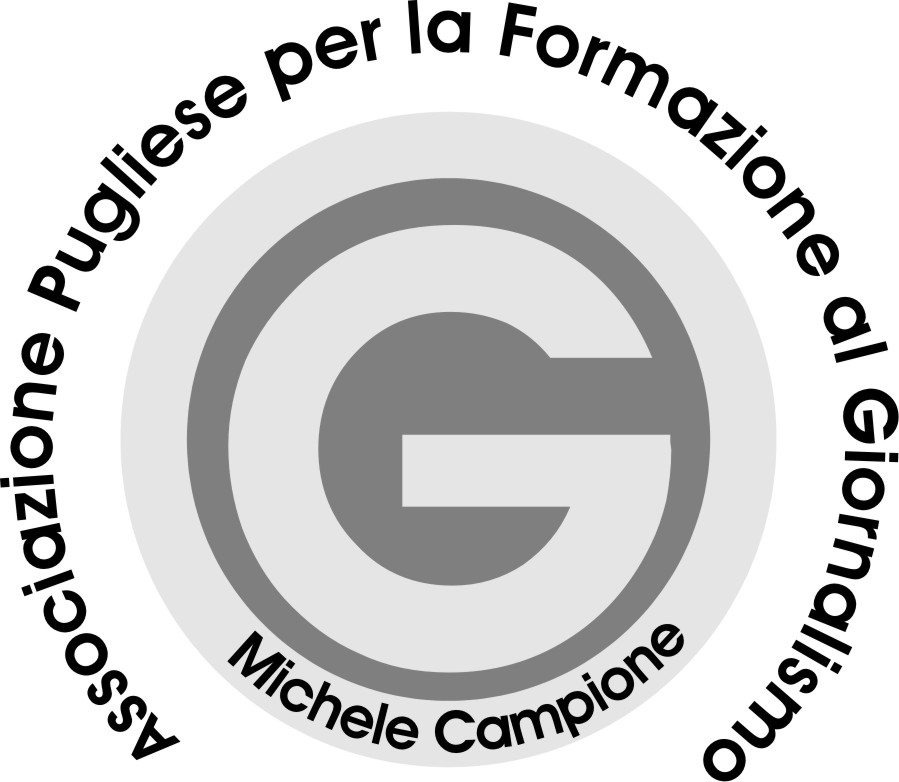 Associazione Pugliese per la Formazione al Giornalismo
G
Michele Campione